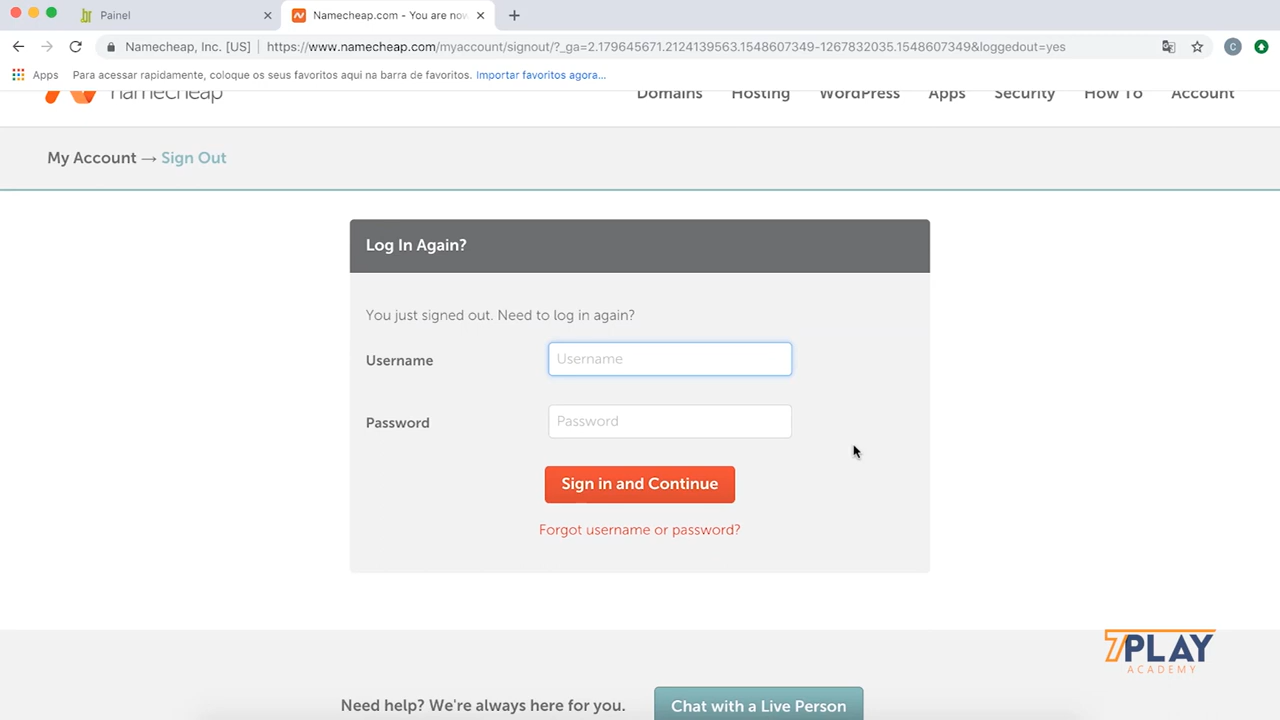 Painel
Namecheap.com - You are nov
Namecheap, Inc. [US]
https://www.namecheap.com/myaccount/signout/?_ga=2.179645671.2124139563.1548607349-1267832035.1548607349&loggedout=yes
C
Apps
Para acessar rapidamente, coloque os seus favoritos aqui na barra de favoritos. Importar favoritos agora...
namecheap
Domains Hosting WordPress Apps Security How To Account
My Account → Sign Out
Log In Again?
You just signed out. Need to log in again?
Username
Username
Password
Password
Sign in and Continue
Forgot username or password?
7PLAY
ACADEMY
Need help? We're always here for you.
Chat with a Live Person